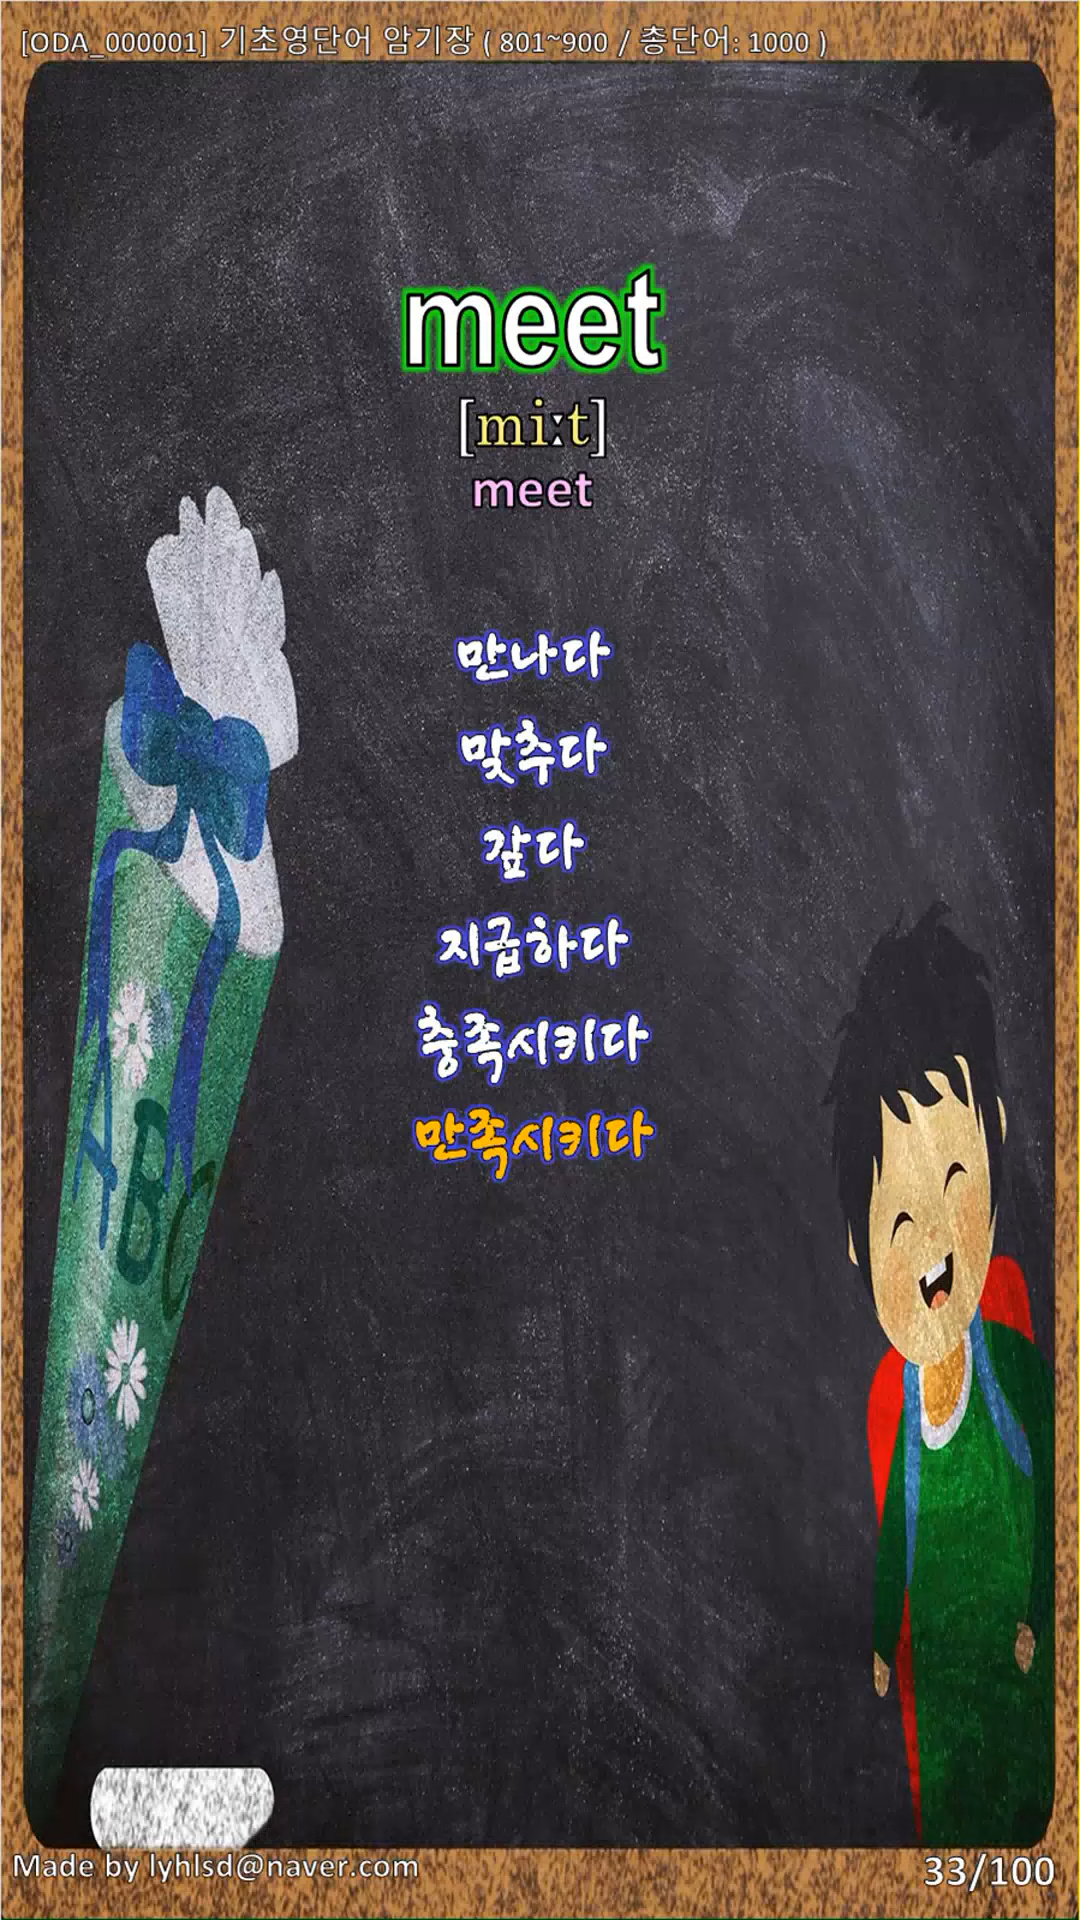 [ODA_000001] 기초영단어 암기장 ( 801~900 / 총단어: 1000 )
meet
[miːt]
meet
만나다
맞추다
갚다
지급하다
충족시키다
만족시키다
ABC
Made by lyhlsd@naver.com
33/100